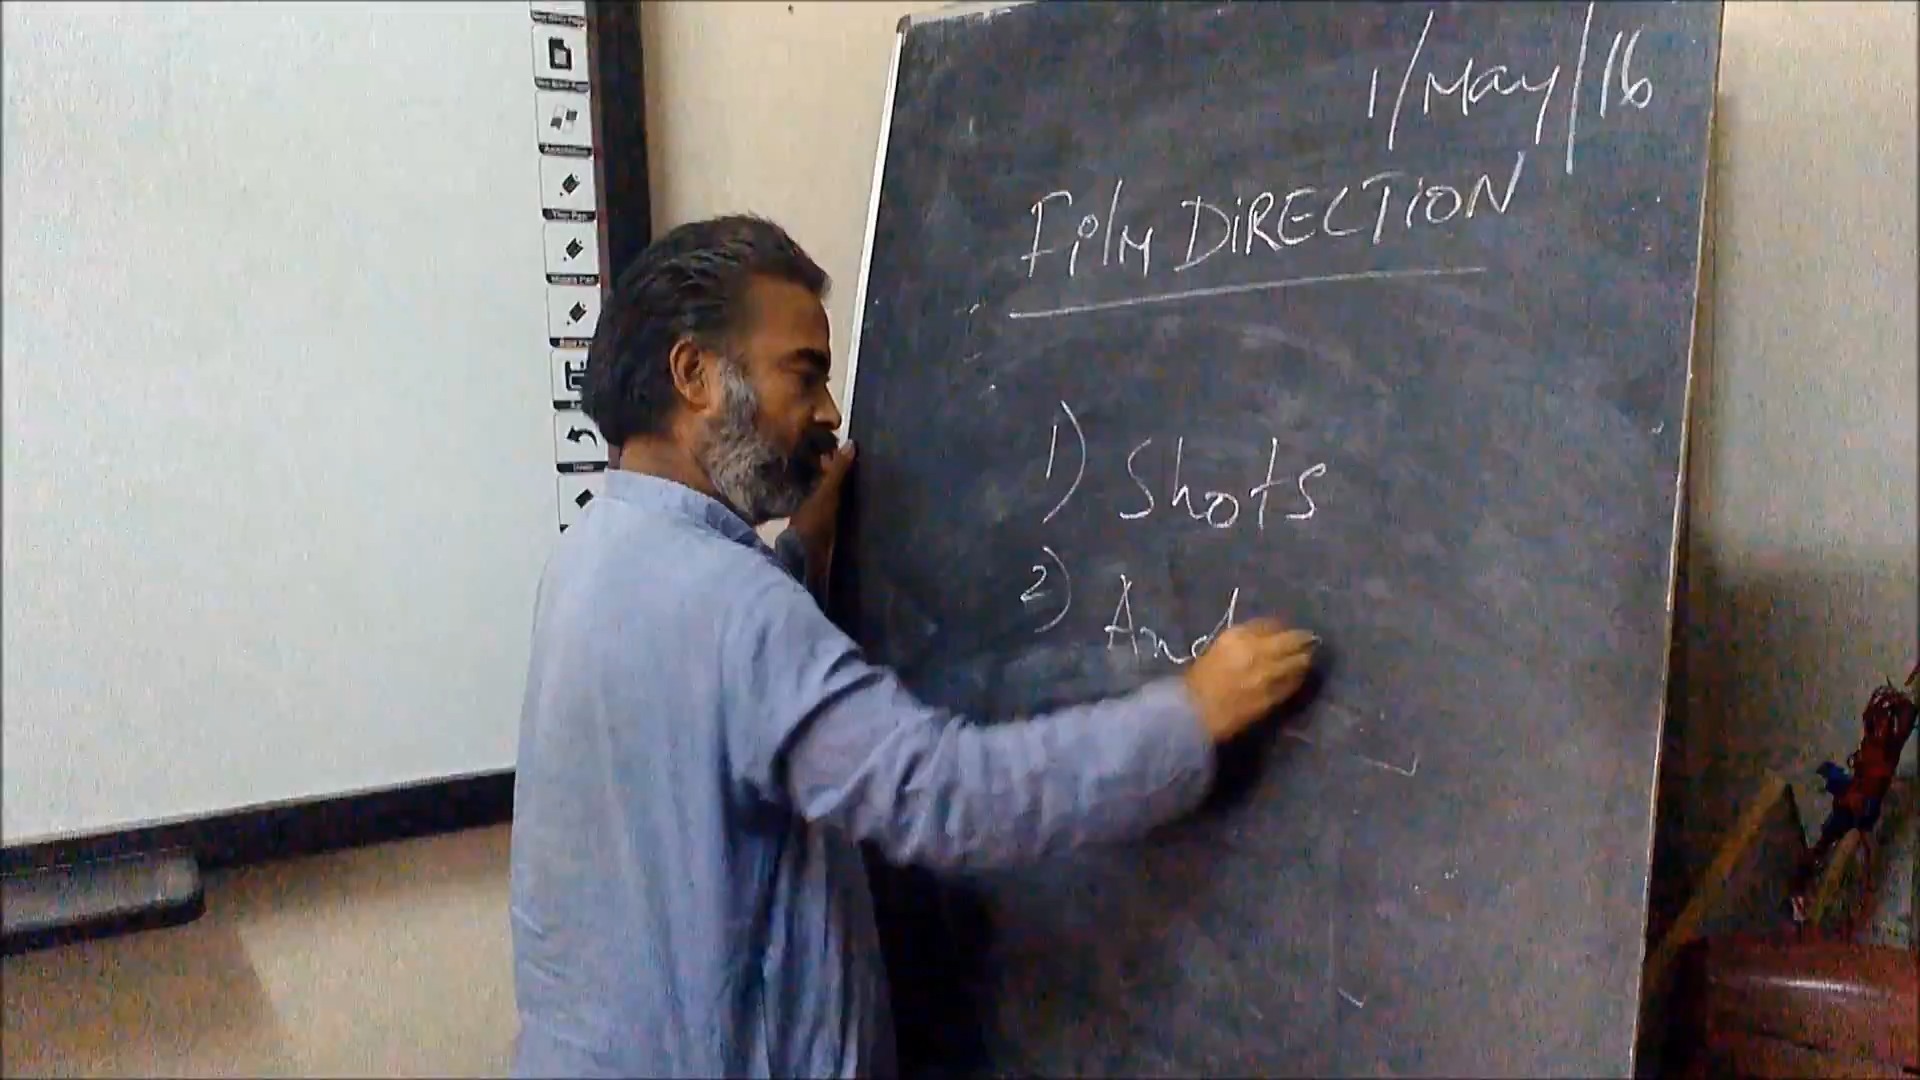 1/May/16
Film DIRECTION
1) Shots
2) And